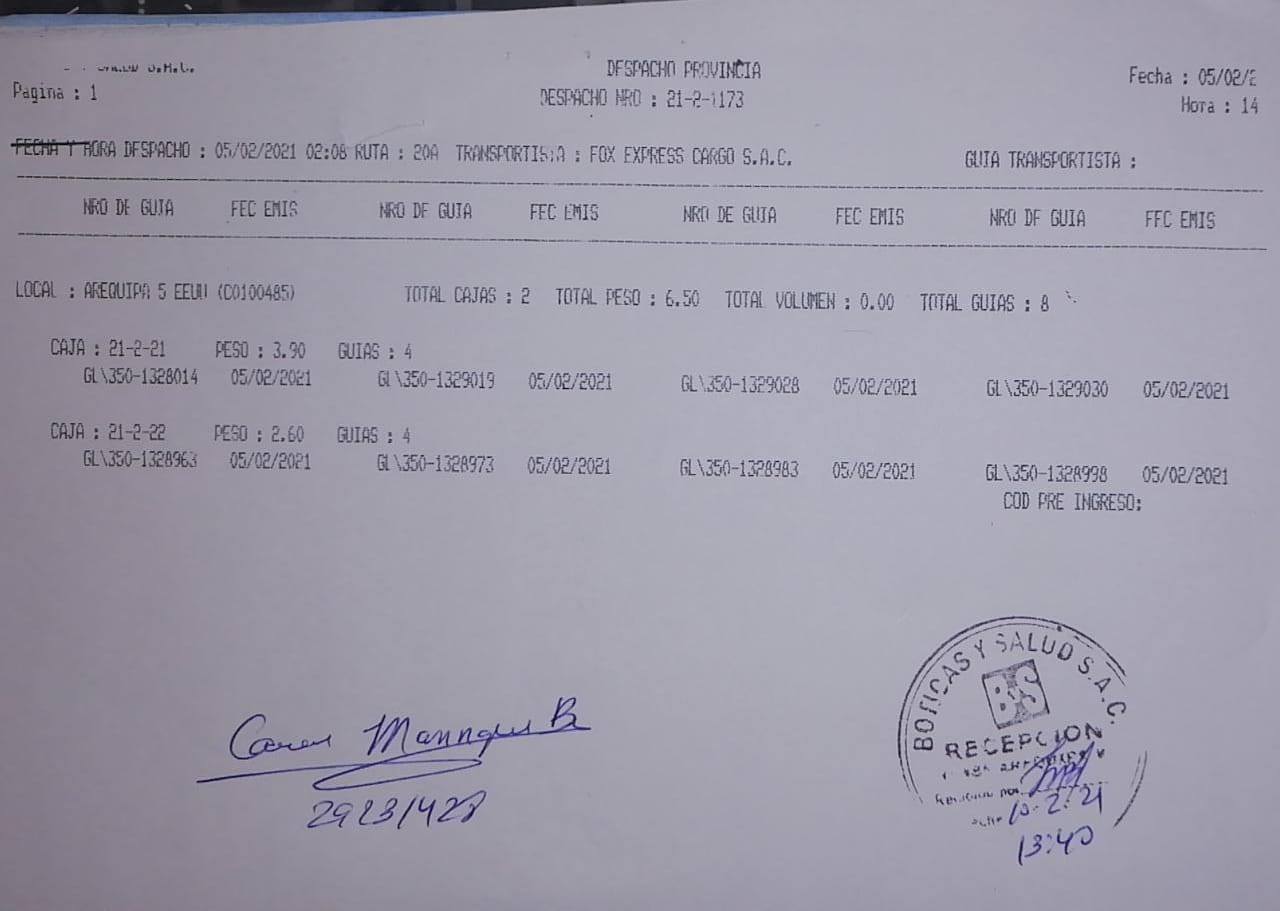 Pagina : 1
DESPACHO PROVINCIA
DESPACHO NRO : 21-2-1173
Fecha : 05/02/2
Hora : 14
FECHA Y HORA DESPACHO : 05/02/2021 02:08 RUTA : 20A TRANSPORTISTA : FOX EXPRESS CARGO S.A.C. GUIA TRANSPORTISTA :
NRO DE GUIA FEC EMIS NRO DE GUIA FEC EMIS NRO DE GUIA FEC EMIS NRO DE GUIA FEC EMIS
LOCAL : AREQUIPA 5 EEUU (C0100485) TOTAL CAJAS : 2 TOTAL PESO : 6.50 TOTAL VOLUMEN : 0.00 TOTAL GUIAS : 8
CAJA : 21-2-21 PESO : 3.90 GUIAS : 4
GL\350-1328014 05/02/2021 GL\350-1329019 05/02/2021 GL\350-1329028 05/02/2021 GL\350-1329030 05/02/2021
CAJA : 21-2-22 PESO : 2.60 GUIAS : 4
GL\350-1328963 05/02/2021 GL\350-1328973 05/02/2021 GL\350-1328983 05/02/2021 GL\350-1328998 05/02/2021
COD PRE INGRESO:
BOTICAS Y SALUD S.A.C.
B&S
RECEPCION
10-2-21
13:40
Manrique B